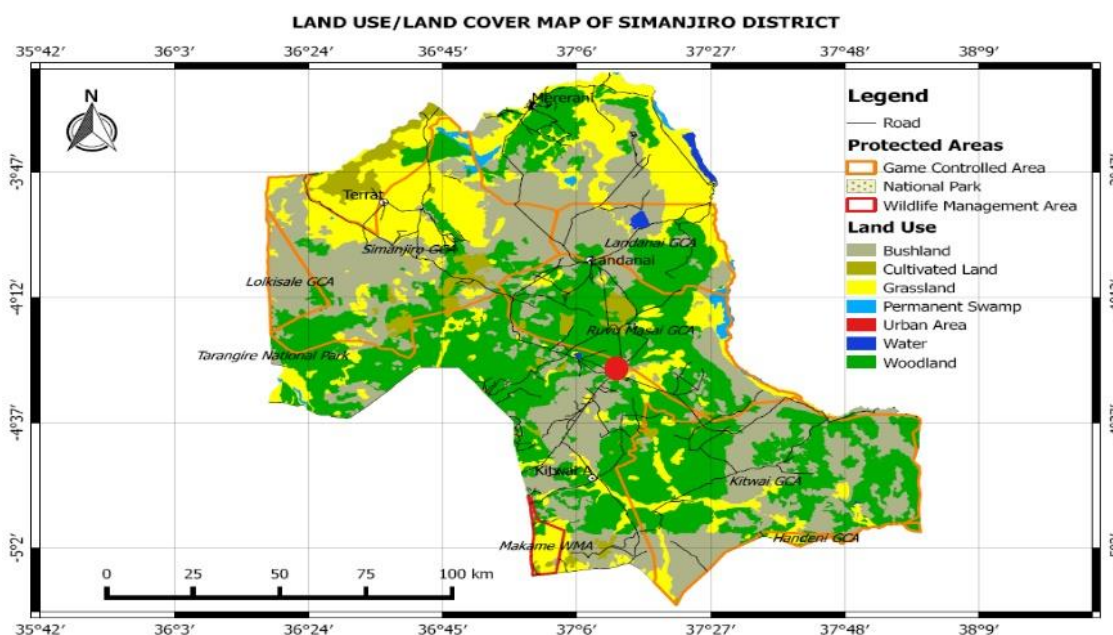 LAND USE/LAND COVER MAP OF SIMANJIRO DISTRICT
35°42′ 36°3′ 36°24′ 36°45′ 37°6′ 37°27′ 37°48′ 38°9′
N
Mererani
Legend
Road
Protected Areas
Game Controlled Area
National Park
Wildlife Management Area
Land Use
Bushland
Cultivated Land
Grassland
Permanent Swamp
Urban Area
Water
Woodland
-3°47′
Terrat
Simanjiro GCA
Landanai GCA
Landanai
Lolkisale GCA
-4°12′
Ruvu Masai GCA
Tarangire National Park
-4°37′
Kitwai A
Kitwai GCA
Makame WMA
Handeni GCA
-5°2′
0 25 50 75 100 km
35°42′ 36°3′ 36°24′ 36°45′ 37°6′ 37°27′ 37°48′ 38°9′